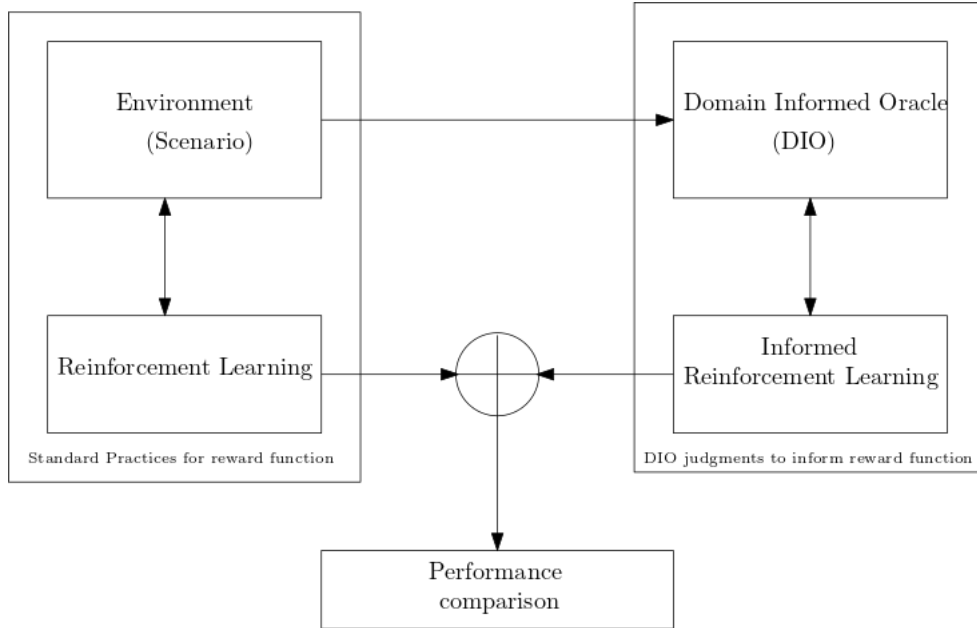 Environment
(Scenario)
Domain Informed Oracle
(DIO)
Reinforcement Learning
Informed
Reinforcement Learning
Standard Practices for reward function
DIO judgments to inform reward function
Performance
comparison